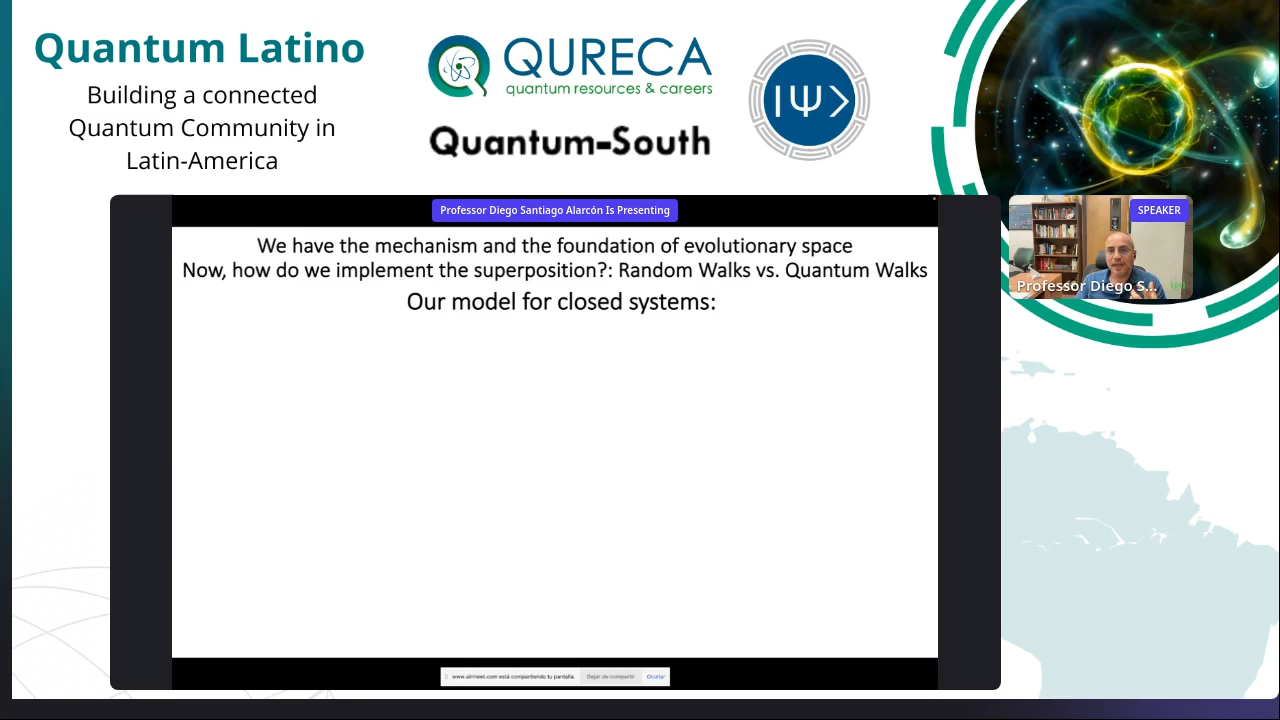 Quantum Latino
Building a connected
Quantum Community in
Latin-America
QURECA
quantum resources & careers
Quantum-South
|Ψ>
Professor Diego Santiago Alarcón Is Presenting
SPEAKER
Professor Diego S...
We have the mechanism and the foundation of evolutionary space
Now, how do we implement the superposition?: Random Walks vs. Quantum Walks
Our model for closed systems:
www.airmeet.com está compartiendo tu pantalla.
Dejar de compartir
Ocultar